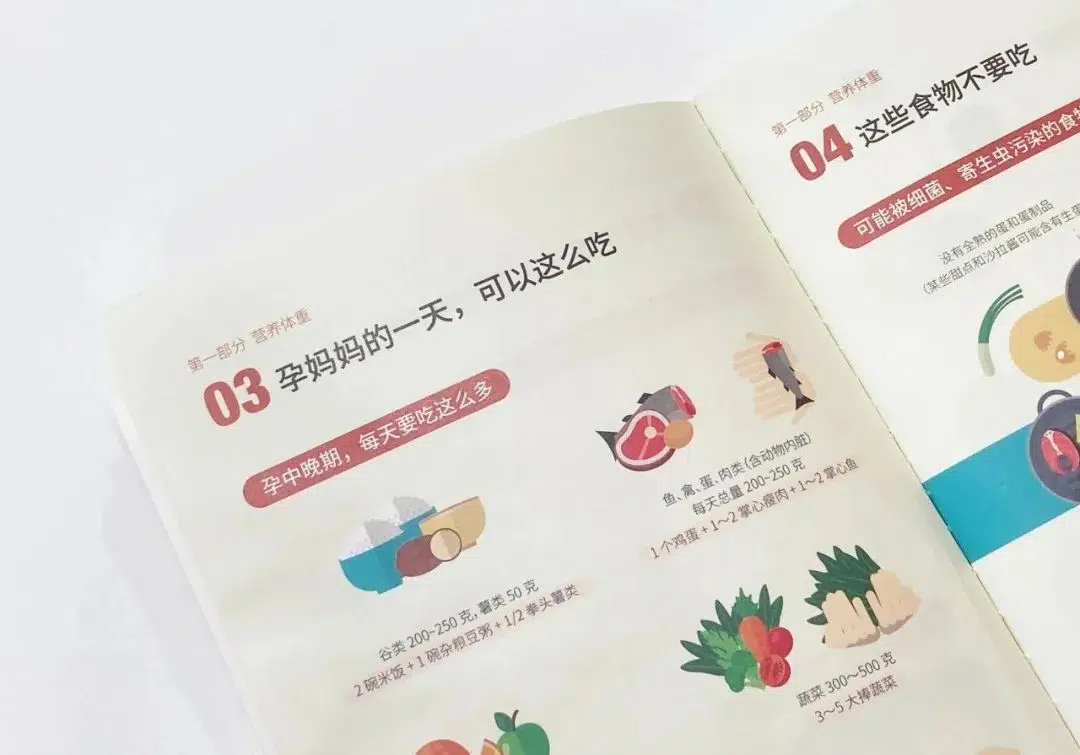 第一部分 营养体重
03 孕妈妈的一天，可以这么吃
孕中晚期，每天要吃这么多
谷类 200~250 克，薯类 50 克
2 碗米饭 + 1 碗杂粮豆粥 + 1/2 拳头薯类
鱼、禽、蛋、肉类（含动物内脏）
每天总量 200~250 克
1 个鸡蛋 + 1～2 掌心瘦肉 + 1～2 掌心鱼
蔬菜 300～500 克
3～5 大捧蔬菜
第一部分 营养体重
04 这些食物不要吃
可能被细菌、寄生虫污染的食物
没有全熟的蛋和蛋制品
（某些甜点和沙拉酱可能含有生蛋